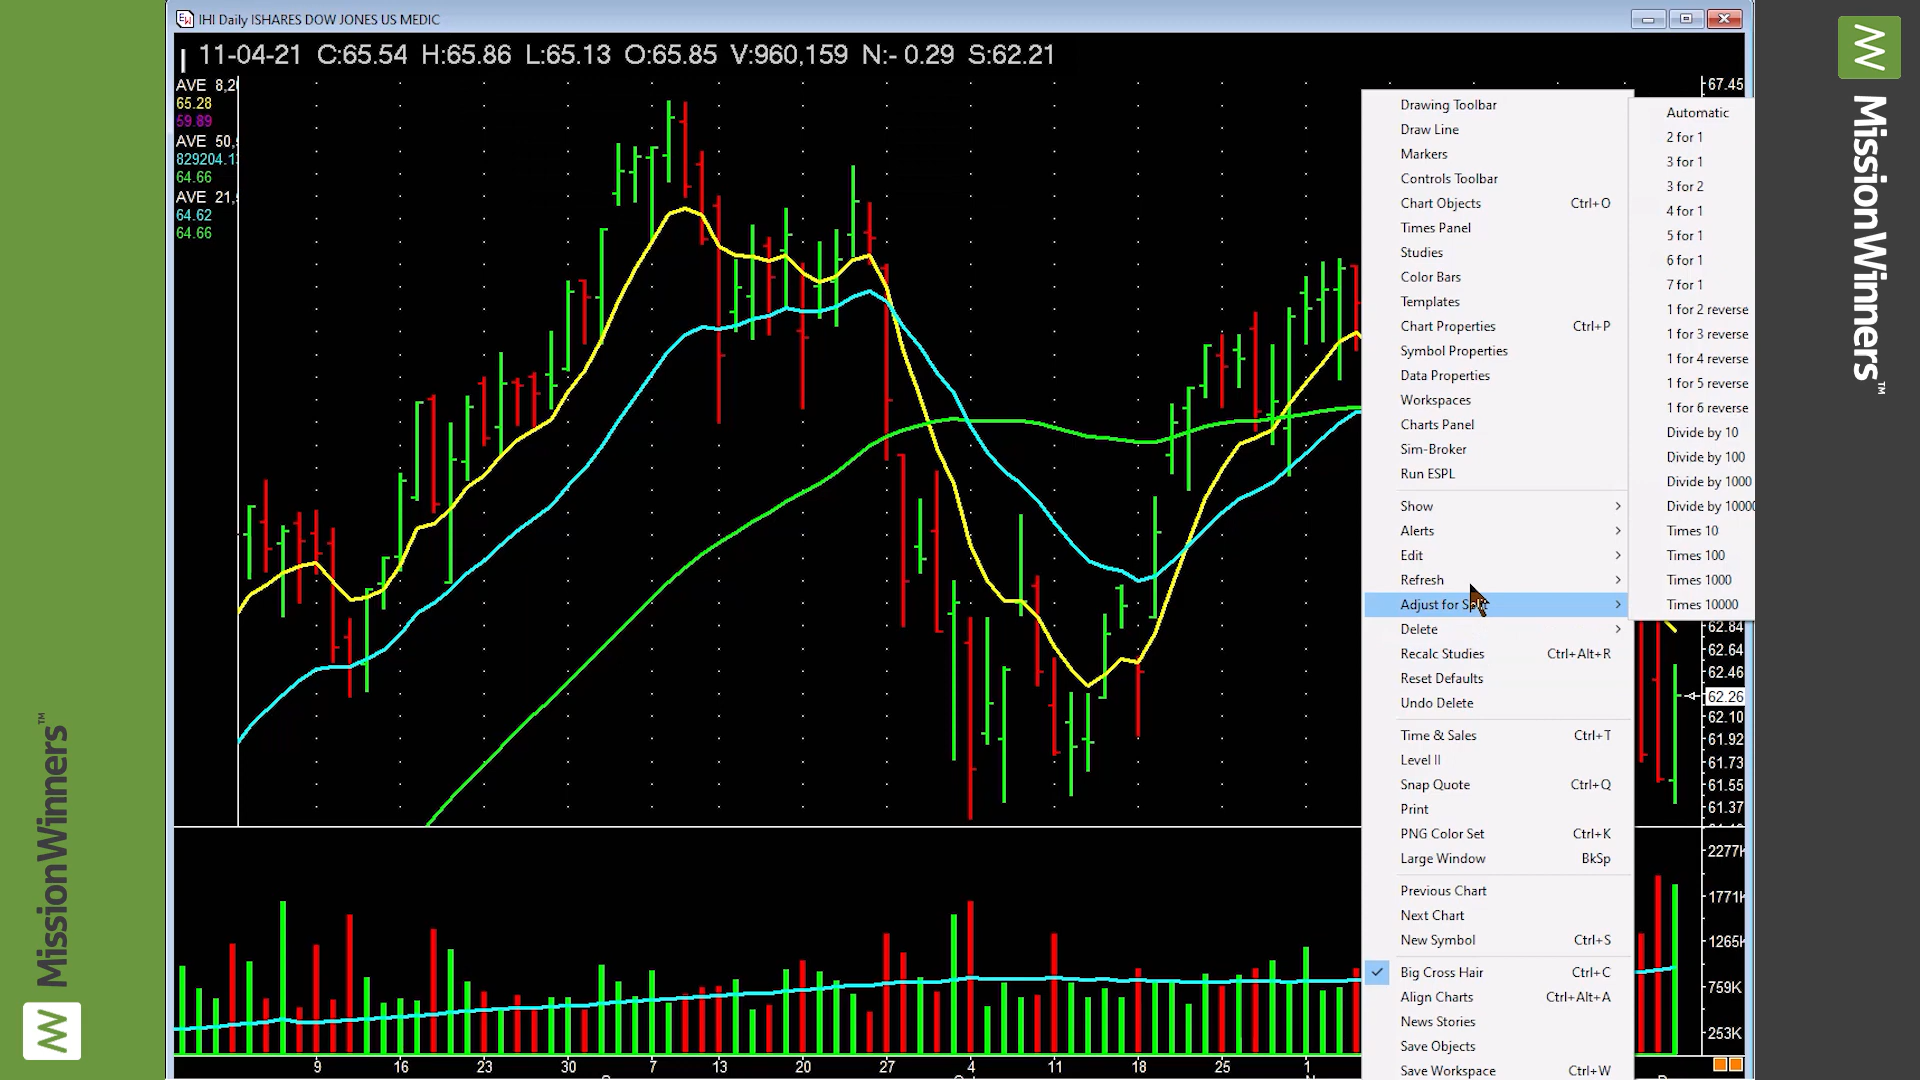 IHI Daily ISHARES DOW JONES US MEDIC
11-04-21 C:65.54 H:65.86 L:65.13 O:65.85 V:960,159 N:- 0.29 S:62.21
AVE 8,20
65.28
59.89
AVE 50,
829204.1
64.66
AVE 21,
64.62
64.66
Drawing Toolbar
Draw Line
Markers
Controls Toolbar
Chart Objects Ctrl+O
Times Panel
Studies
Color Bars
Templates
Chart Properties Ctrl+P
Symbol Properties
Data Properties
Workspaces
Charts Panel
Sim-Broker
Run ESPL
Show
Alerts
Edit
Refresh
Adjust for Split
Delete
Recalc Studies Ctrl+Alt+R
Reset Defaults
Undo Delete
Time & Sales Ctrl+T
Level II
Snap Quote Ctrl+Q
Print
PNG Color Set Ctrl+K
Large Window BkSp
Previous Chart
Next Chart
New Symbol Ctrl+S
Big Cross Hair Ctrl+C
Align Charts Ctrl+Alt+A
News Stories
Save Objects
Save Workspace Ctrl+W
Automatic
2 for 1
3 for 1
3 for 2
4 for 1
5 for 1
6 for 1
7 for 1
1 for 2 reverse
1 for 3 reverse
1 for 4 reverse
1 for 5 reverse
1 for 6 reverse
Divide by 10
Divide by 100
Divide by 1000
Divide by 10000
Times 10
Times 100
Times 1000
Times 10000
67.45
62.84
62.64
62.46
62.26
62.10
61.92
61.73
61.55
61.37
2277K
1771K
1265K
759K
253K
9 16 23 30 7 13 20 27 4 11 18 25 1
MissionWinners™
MissionWinners™